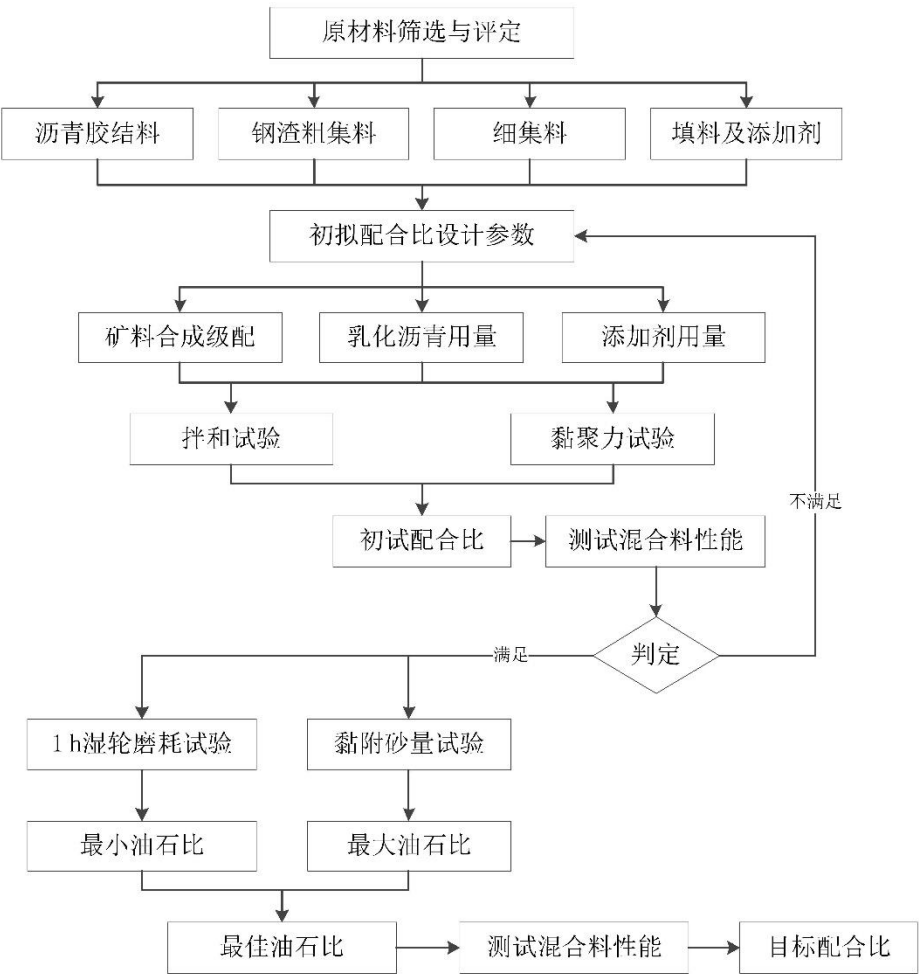 原材料筛选与评定
沥青胶结料
钢渣粗集料
细集料
填料及添加剂
初拟配合比设计参数
矿料合成级配
乳化沥青用量
添加剂用量
拌和试验
黏聚力试验
不满足
初试配合比
测试混合料性能
判定
满足
1 h湿轮磨耗试验
黏附砂量试验
最小油石比
最大油石比
最佳油石比
测试混合料性能
目标配合比